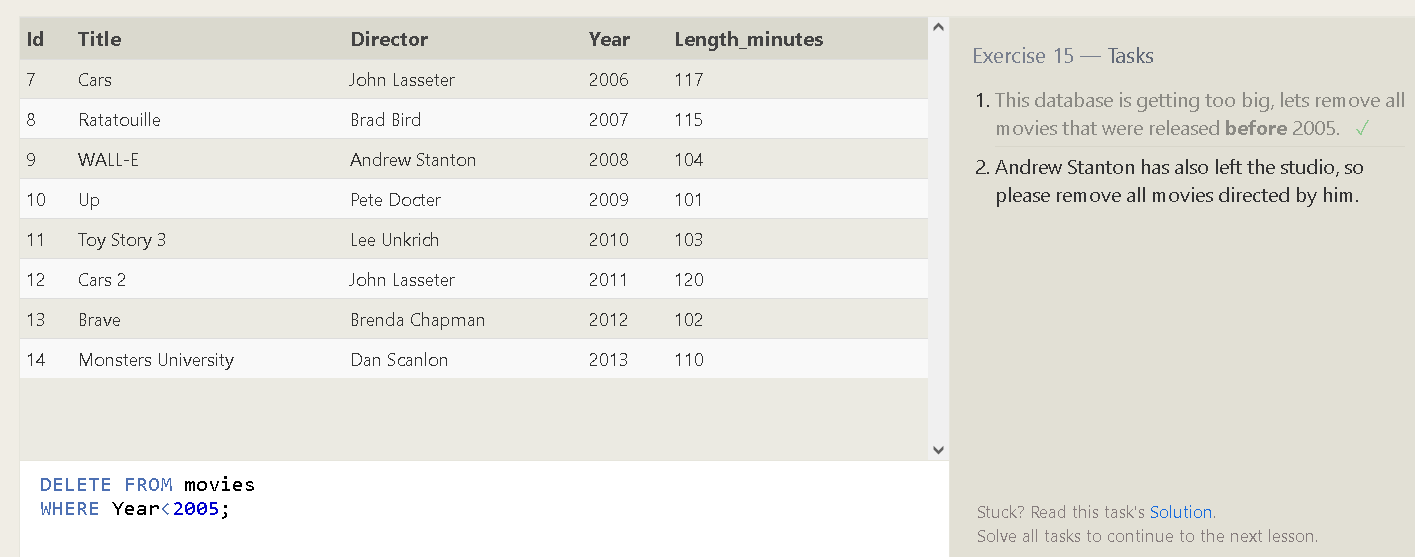 Id Title Director Year Length_minutes
7 Cars John Lasseter 2006 117
8 Ratatouille Brad Bird 2007 115
9 WALL-E Andrew Stanton 2008 104
10 Up Pete Docter 2009 101
11 Toy Story 3 Lee Unkrich 2010 103
12 Cars 2 John Lasseter 2011 120
13 Brave Brenda Chapman 2012 102
14 Monsters University Dan Scanlon 2013 110
DELETE FROM movies
WHERE Year<2005;
Exercise 15 — Tasks
1. This database is getting too big, lets remove all
movies that were released before 2005. ✓
2. Andrew Stanton has also left the studio, so
please remove all movies directed by him.
Stuck? Read this task's Solution.
Solve all tasks to continue to the next lesson.